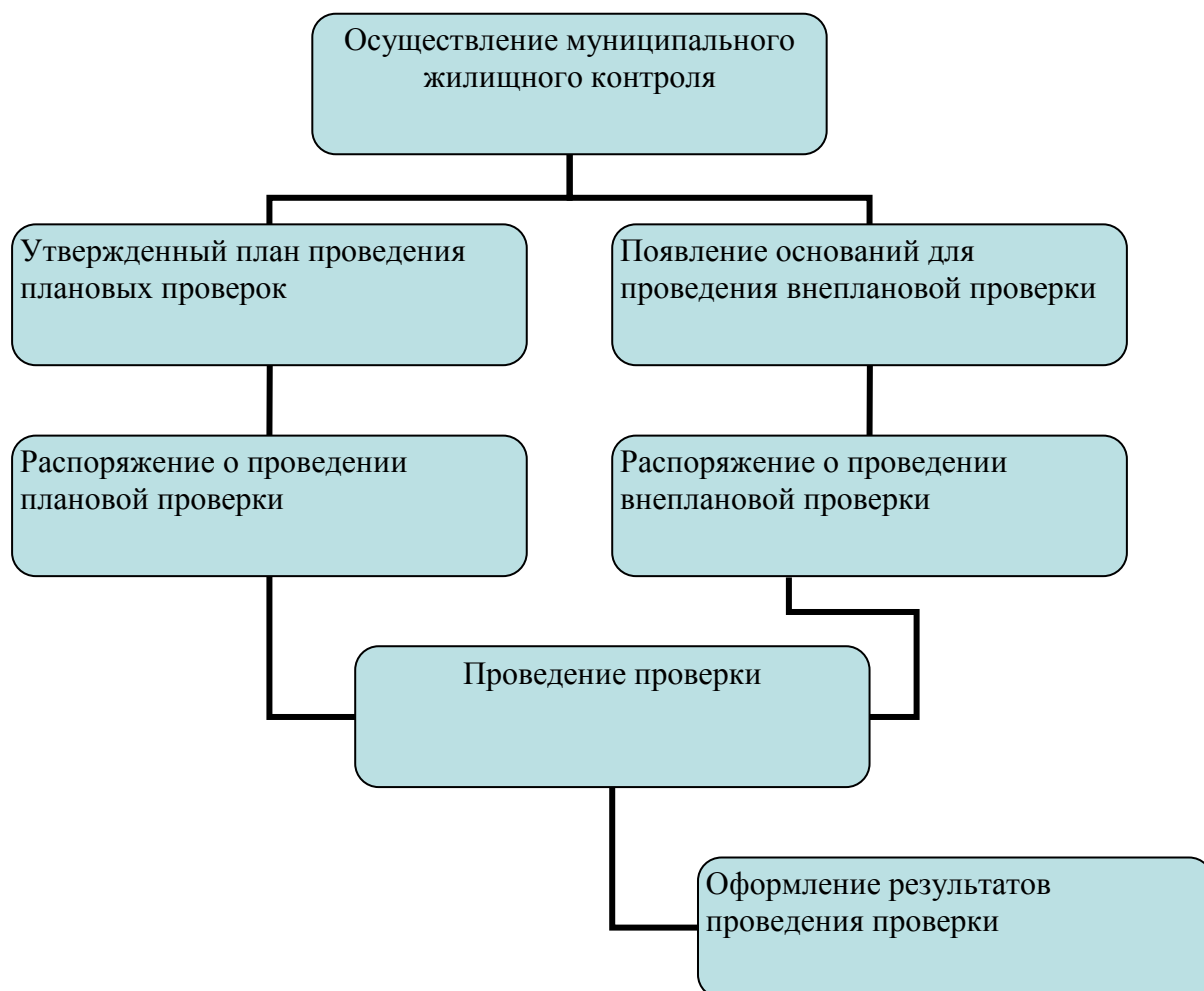 Осуществление муниципального
жилищного контроля
Утвержденный план проведения
плановых проверок
Появление оснований для
проведения внеплановой проверки
Распоряжение о проведении
плановой проверки
Распоряжение о проведении
внеплановой проверки
Проведение проверки
Оформление результатов
проведения проверки